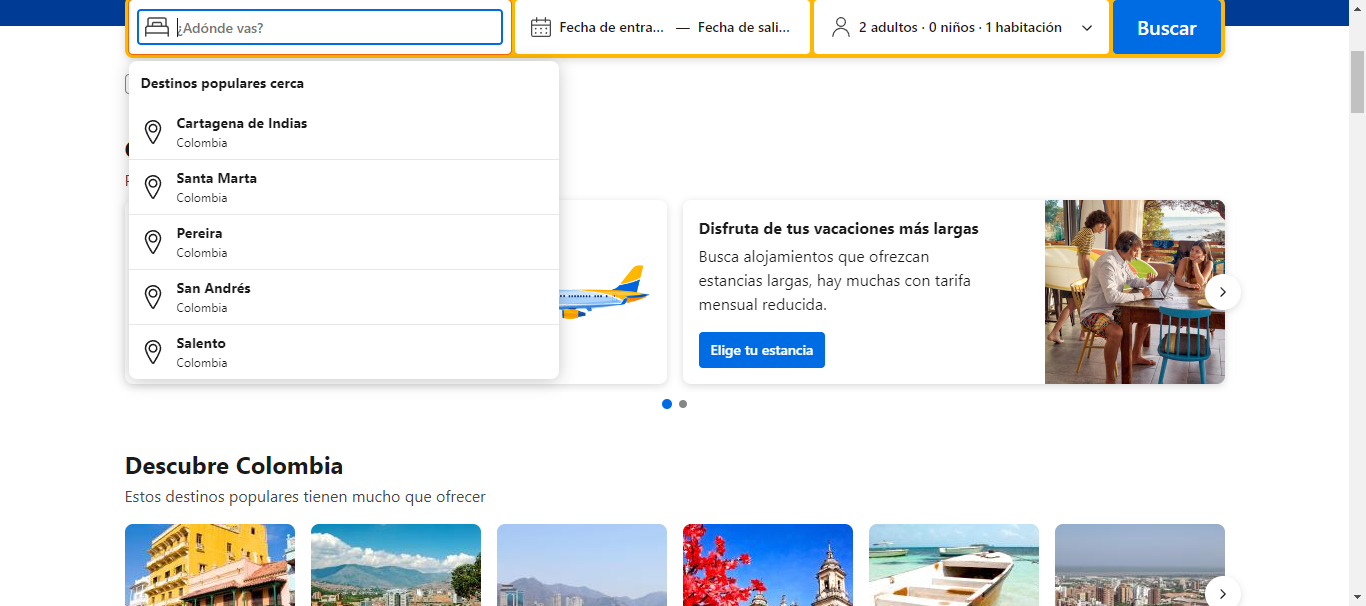 ¿Adónde vas?
Fecha de entra... — Fecha de sali...
2 adultos · 0 niños · 1 habitación
Buscar
Destinos populares cerca
Cartagena de Indias
Colombia
Santa Marta
Colombia
Pereira
Colombia
San Andrés
Colombia
Salento
Colombia
Disfruta de tus vacaciones más largas
Busca alojamientos que ofrezcan
estancias largas, hay muchas con tarifa
mensual reducida.
Elige tu estancia
Descubre Colombia
Estos destinos populares tienen mucho que ofrecer